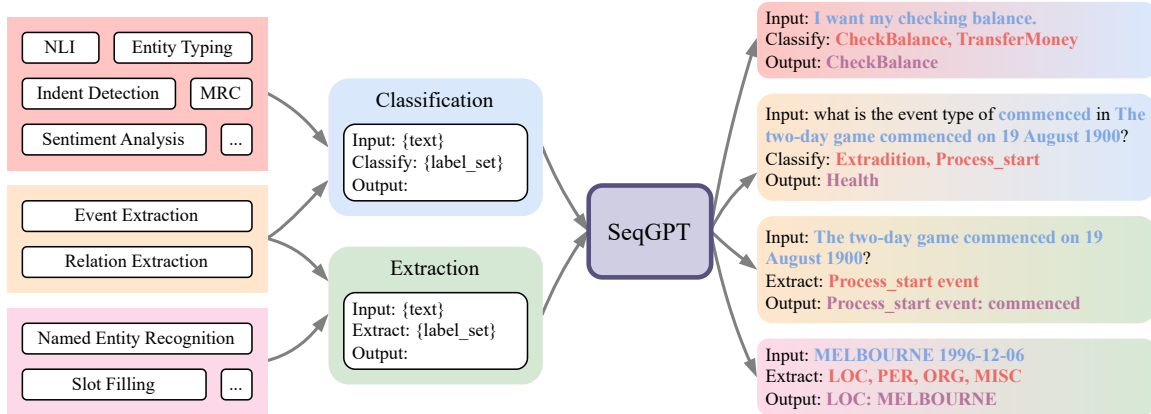 NLI
Entity Typing
Indent Detection
MRC
Sentiment Analysis
...
Event Extraction
Relation Extraction
Named Entity Recognition
Slot Filling
...
Classification
Input: {text}
Classify: {label_set}
Output:
Extraction
Input: {text}
Extract: {label_set}
Output:
SeqGPT
Input: I want my checking balance.
Classify: CheckBalance, TransferMoney
Output: CheckBalance
Input: what is the event type of commenced in The
two-day game commenced on 19 August 1900?
Classify: Extradition, Process_start
Output: Health
Input: The two-day game commenced on 19
August 1900?
Extract: Process_start event
Output: Process_start event: commenced
Input: MELBOURNE 1996-12-06
Extract: LOC, PER, ORG, MISC
Output: LOC: MELBOURNE